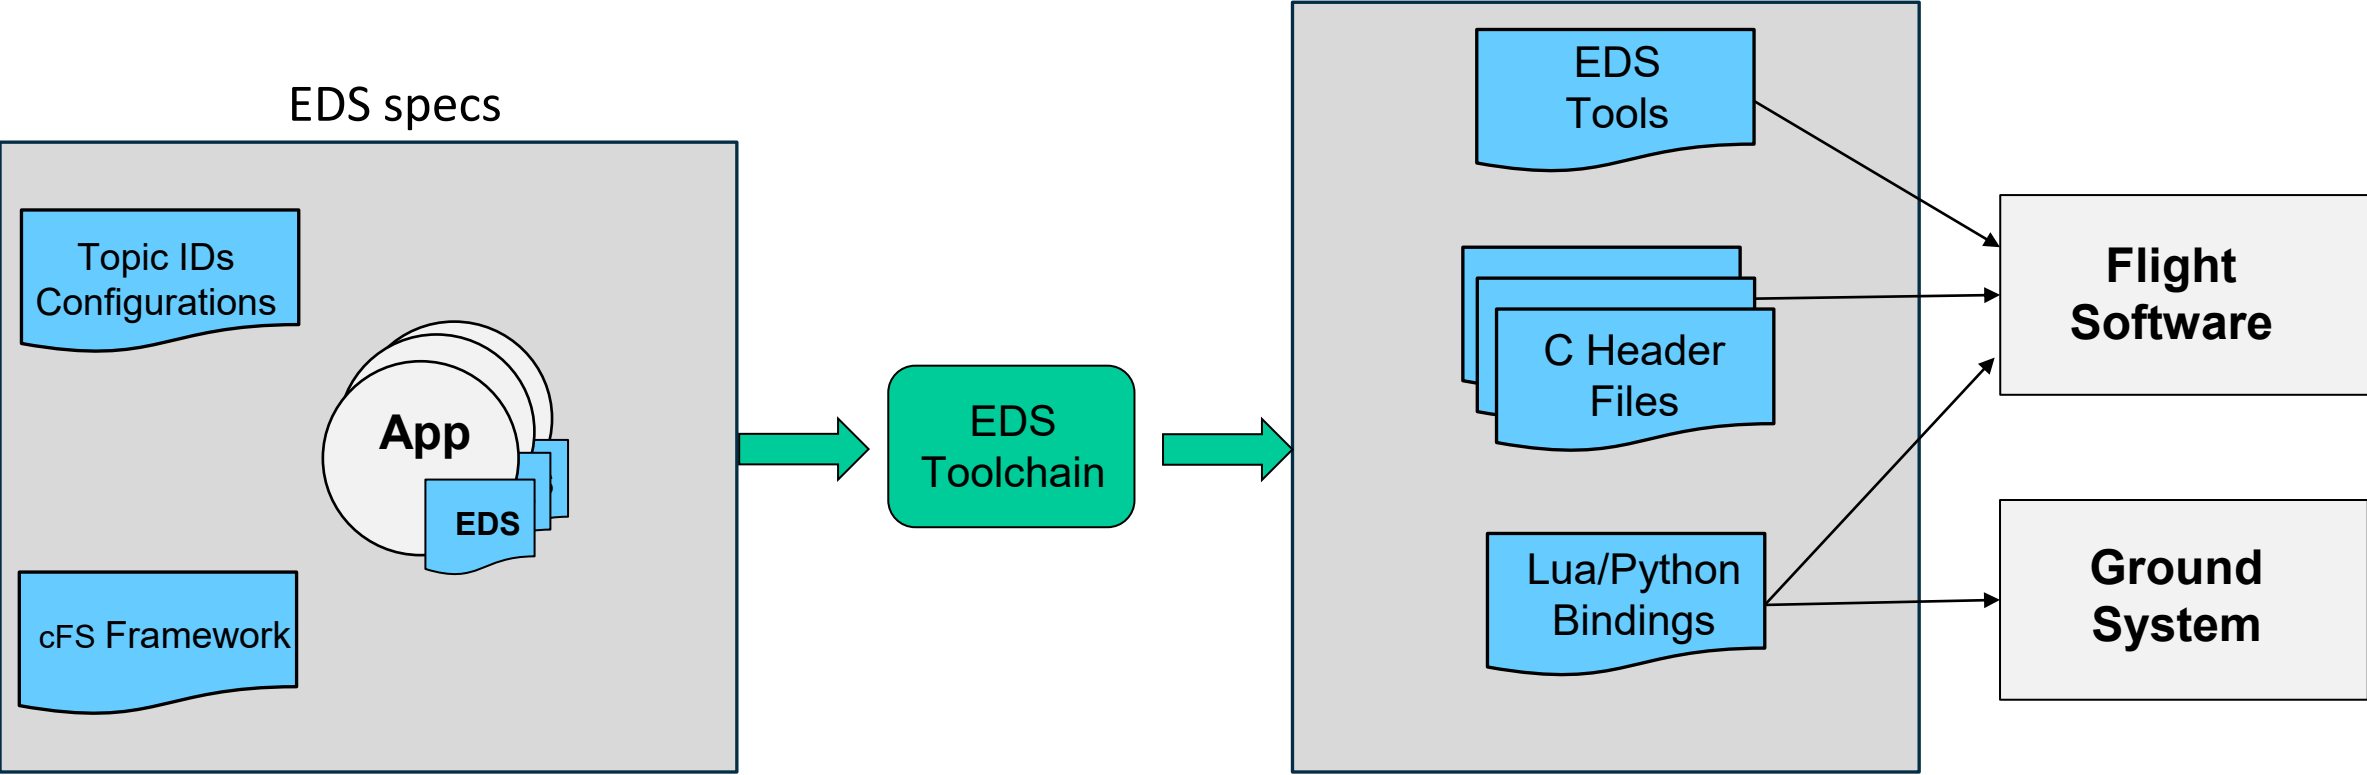 EDS specs
Topic IDs
Configurations
App
EDS
cFS Framework
EDS
Toolchain
EDS
Tools
C Header
Files
Lua/Python
Bindings
Flight
Software
Ground
System